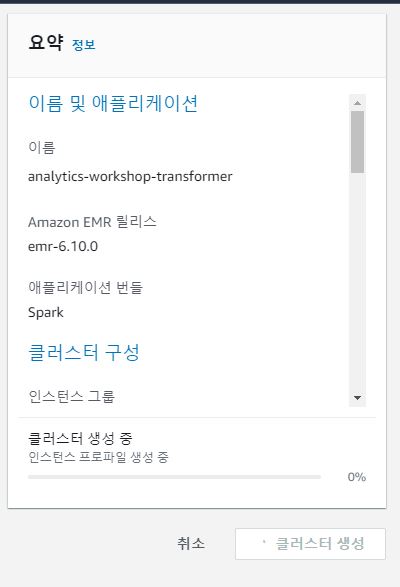 요약 정보
이름 및 애플리케이션
이름
analytics-workshop-transformer
Amazon EMR 릴리스
emr-6.10.0
애플리케이션 번들
Spark
클러스터 구성
인스턴스 그룹
클러스터 생성 중
인스턴스 프로파일 생성 중
0%
취소 클러스터 생성